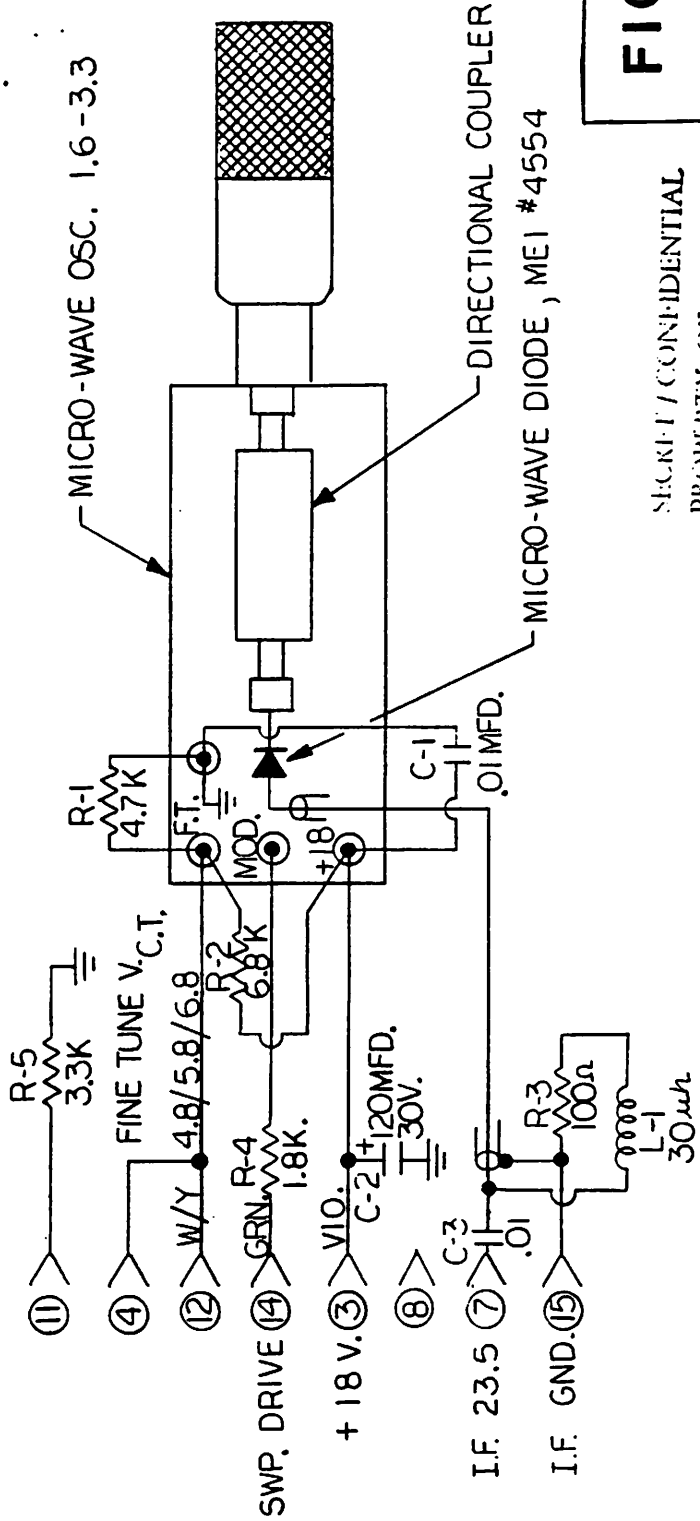 MICRO-WAVE OSC. 1.6-3.3
DIRECTIONAL COUPLER
MICRO-WAVE DIODE, MEI #4554
R-1
4.7K
F.T.
MOD.
+18
C-1
.01MFD.
R-5
3.3K
FINE TUNE V.
C.T.
4.8/5.8/6.8
W/Y
R-2
6.8K
GRN.
R-4
1.8K.
VIO.
C-2
+
120MFD.
30V.
C-3
.01
R-3
100Ω
L-1
30uh
11
4
12
SWP. DRIVE 14
+18 V. 3
8
I.F. 23.5 7
I.F. GND. 15
FIG
SECRET / CONFIDENTIAL